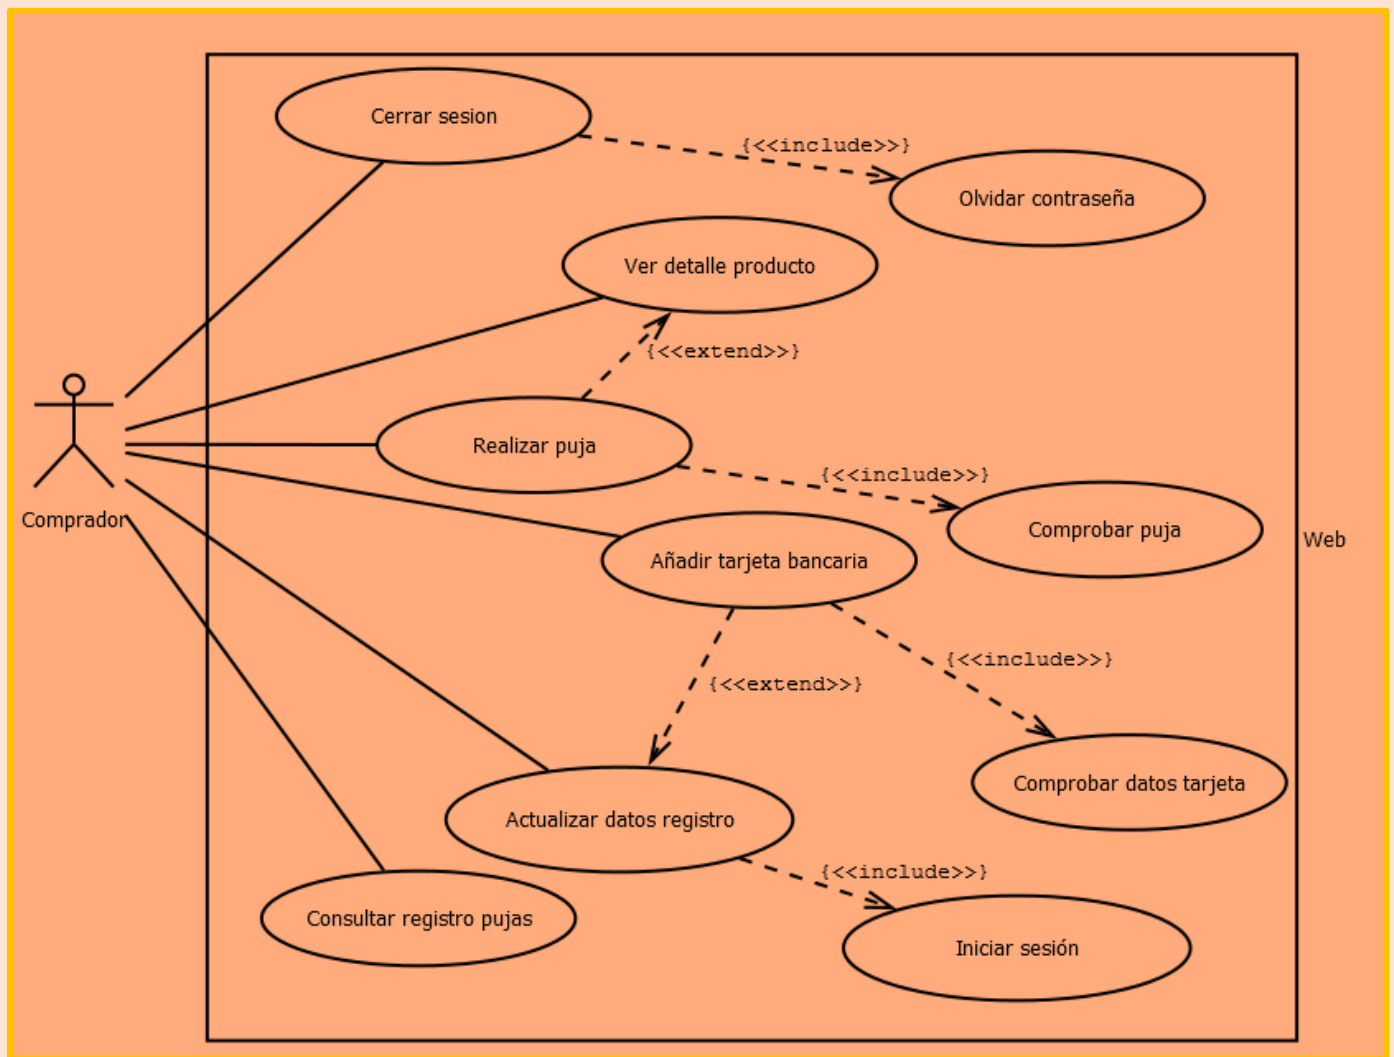 Cerrar sesion
{<<include>>}
Olvidar contraseña
Ver detalle producto
{<<extend>>}
Realizar puja
{<<include>>}
Comprador
Comprobar puja
Web
Añadir tarjeta bancaria
{<<include>>}
{<<extend>>}
Comprobar datos tarjeta
Actualizar datos registro
{<<include>>}
Consultar registro pujas
Iniciar sesión